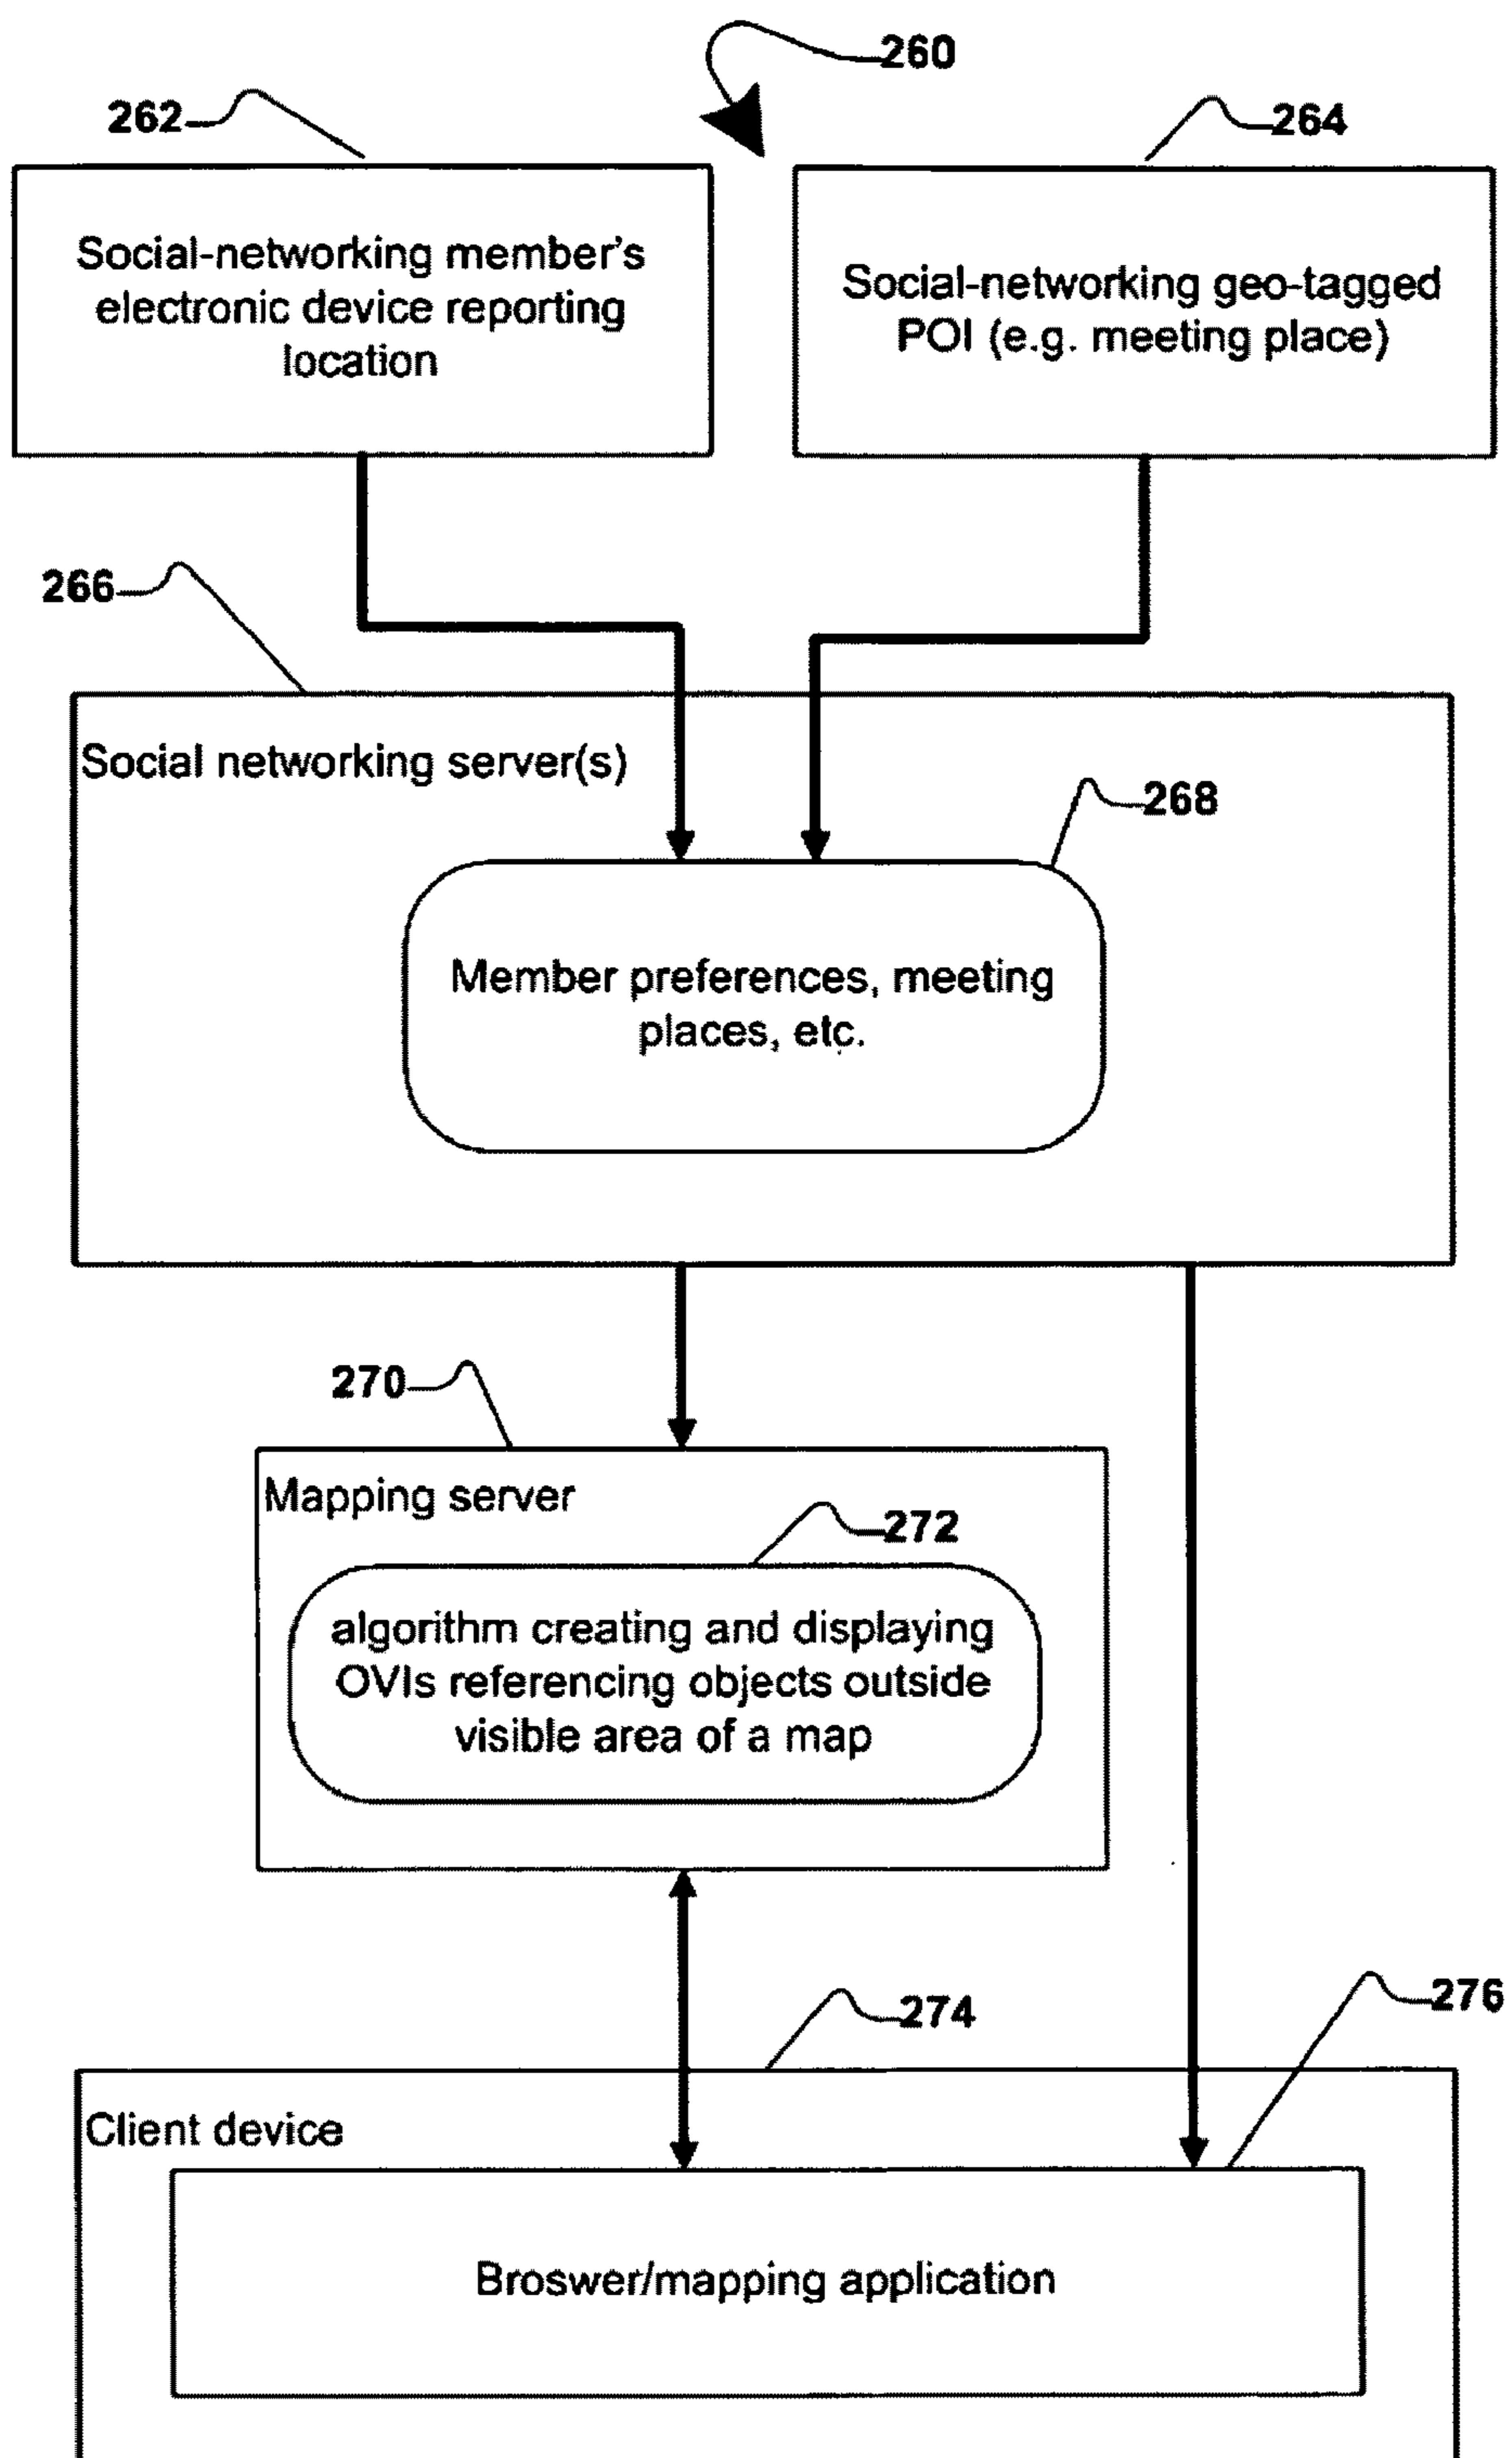 260
262
264
Social-networking member's
electronic device reporting
location
Social-networking geo-tagged
POI (e.g. meeting place)
266
Social networking server(s)
268
Member preferences, meeting
places, etc.
270
Mapping server
272
algorithm creating and displaying
OVIs referencing objects outside
visible area of a map
274
276
Client device
Broswer/mapping application